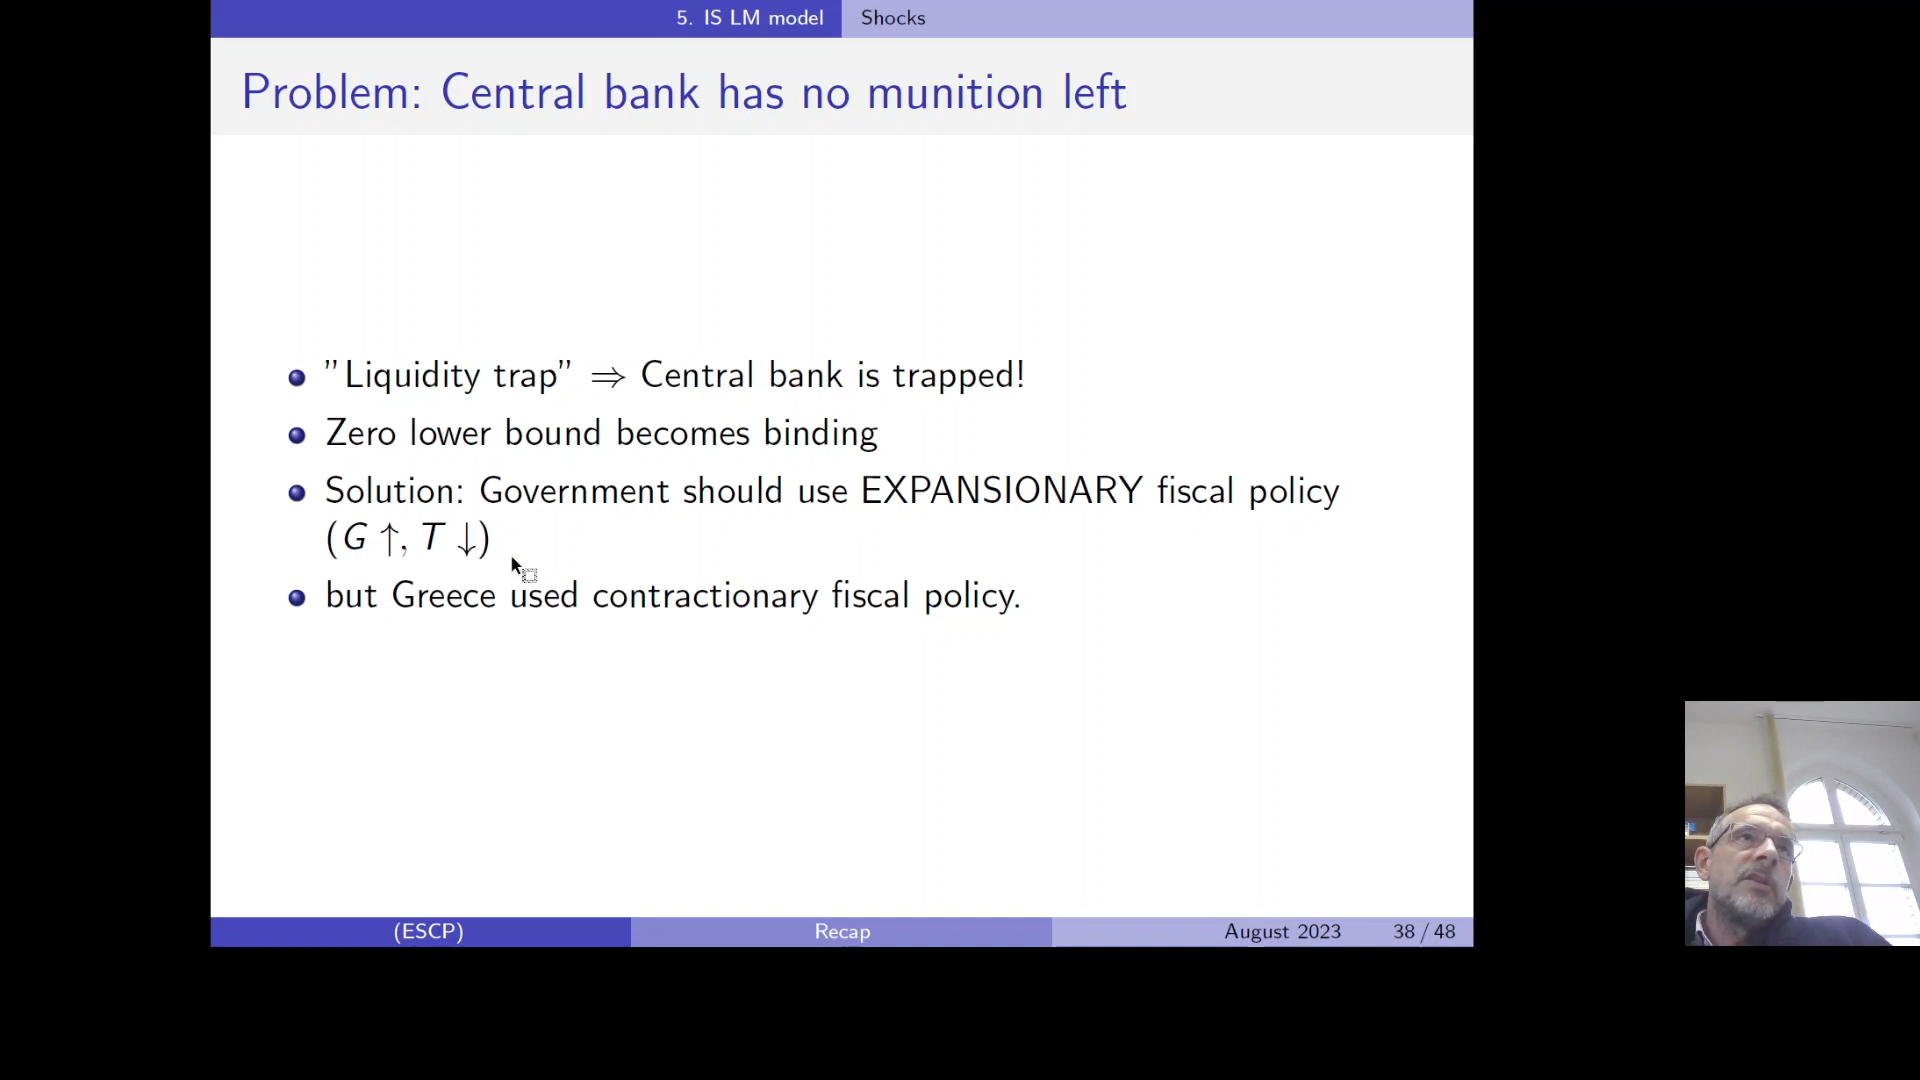 5. IS LM model Shocks
Problem: Central bank has no munition left
”Liquidity trap” ⇒ Central bank is trapped!
Zero lower bound becomes binding
Solution: Government should use EXPANSIONARY fiscal policy
(G ↑, T ↓)
but Greece used contractionary fiscal policy.
(ESCP) Recap August 2023 38 / 48